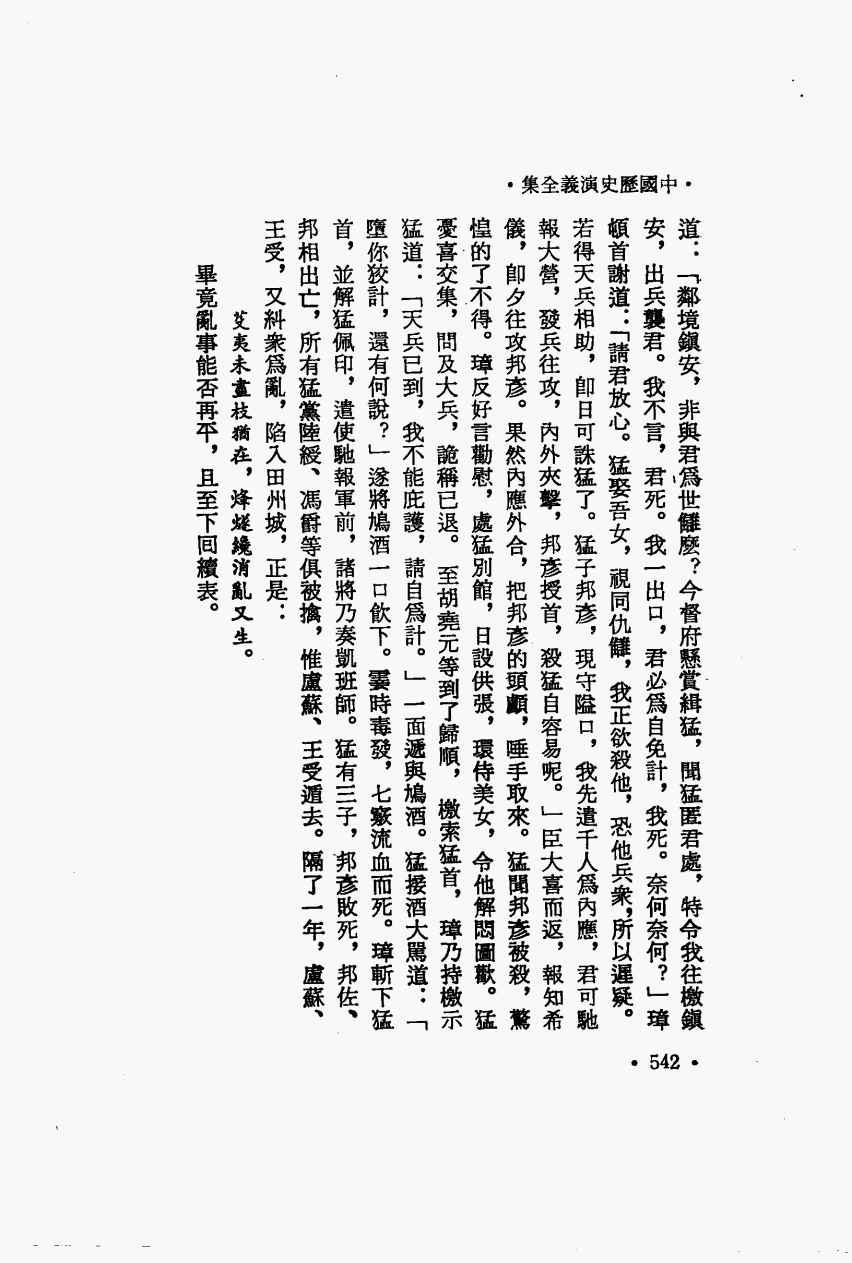 •中國歷史演義全集•
道：「鄰境鎮安，非與君爲世讎麽？今督府懸賞緝猛，聞猛匿君處，特令我往檄鎮
安，出兵襲君。我不言，君死。我一出口，君必爲自免計，我死。奈何奈何？」璋
頓首謝道：「請君放心。猛娶吾女，視同仇讎，我正欲殺他，恐他兵衆，所以遲疑。
若得天兵相助，卽日可誅猛了。猛子邦彥，現守隘口，我先遣千人爲內應，君可馳
報大營，發兵往攻，內外夾擊，邦彥授首，殺猛自容易呢。」臣大喜而返，報知希
儀，卽夕往攻邦彥。果然內應外合，把邦彥的頭顱，唾手取來。猛聞邦彥被殺，驚
惶的了不得。璋反好言勸慰，處猛別館，日設供張，環侍美女，令他解悶圖歡。猛
憂喜交集，問及大兵，詭稱已退。至胡堯元等到了歸順，檄索猛首，璋乃持檄示
猛道：「天兵已到，我不能庇護，請自爲計。」一面遞與鴆酒。猛接酒大罵道：「
墮你狡計，還有何說？」遂將鴆酒一口飲下。霎時毒發，七竅流血而死。璋斬下猛
首，並解猛佩印，遣使馳報軍前，諸將乃奏凱班師。猛有三子，邦彥敗死，邦佐、
邦相出亡，所有猛黨陸綬、馮爵等俱被擒，惟盧蘇、王受遁去。隔了一年，盧蘇、
王受，又糾衆爲亂，陷入田州城，正是：
芟夷未盡枝猶在，烽燧纔消亂又生。
畢竟亂事能否再平，且至下回續表。
•542•